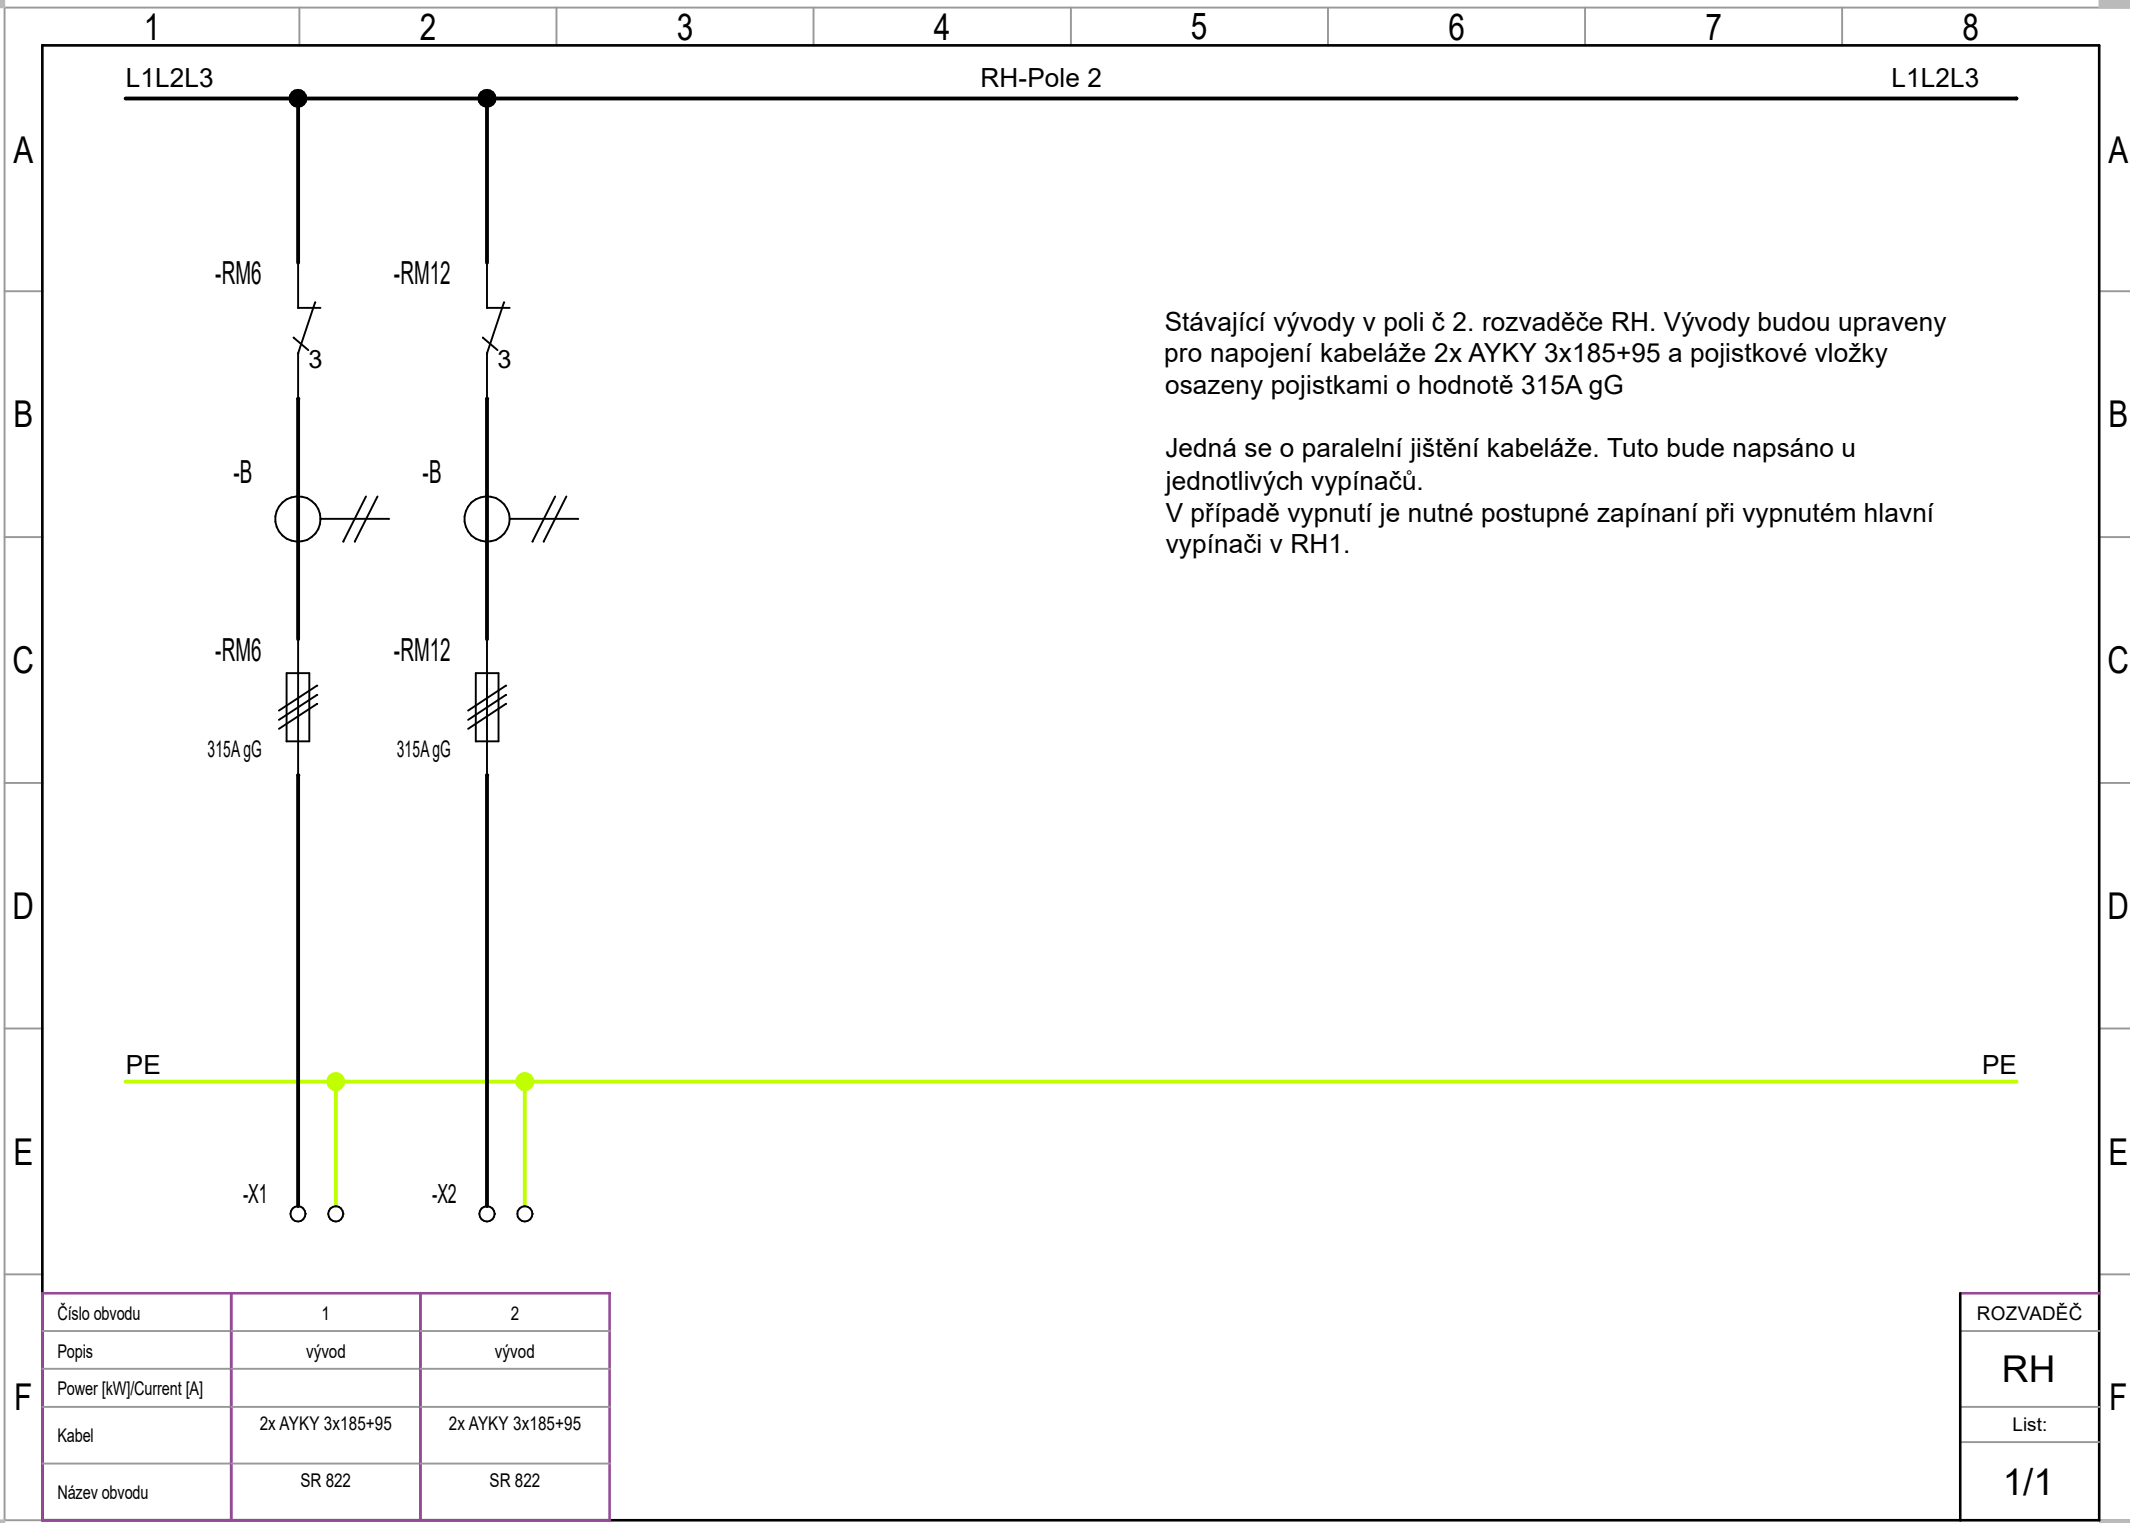 1 2 3 4 5 6 7 8
L1L2L3 RH-Pole 2 L1L2L3
A A
-RM6 -RM12
Stávající vývody v poli č 2. rozvaděče RH. Vývody budou upraveny
pro napojení kabeláže 2x AYKY 3x185+95 a pojistkové vložky
osazeny pojistkami o hodnotě 315A gG
3 3
B B
Jedná se o paralelní jištění kabeláže. Tuto bude napsáno u
jednotlivých vypínačů.
V případě vypnutí je nutné postupné zapínaní při vypnutém hlavní
vypínači v RH1.
-B -B
-RM6 -RM12
C C
315A gG 315A gG
D D
PE PE
E E
-X1 -X2
Číslo obvodu 1 2
Popis vývod vývod
Power [kW]/Current [A]
Kabel 2x AYKY 3x185+95 2x AYKY 3x185+95
Název obvodu SR 822 SR 822
F F
ROZVADĚČ
RH
List:
1/1